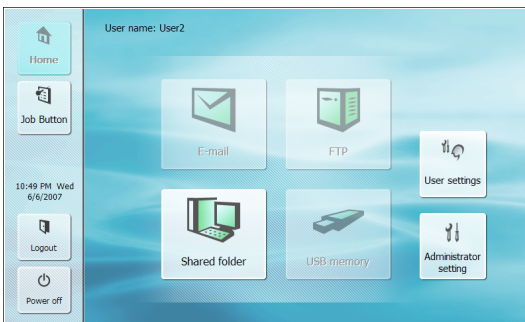 User name: User2
Home
Job Button
10:49 PM Wed
6/6/2007
Logout
Power off
E-mail
FTP
Shared folder
USB memory
User settings
Administrator
setting